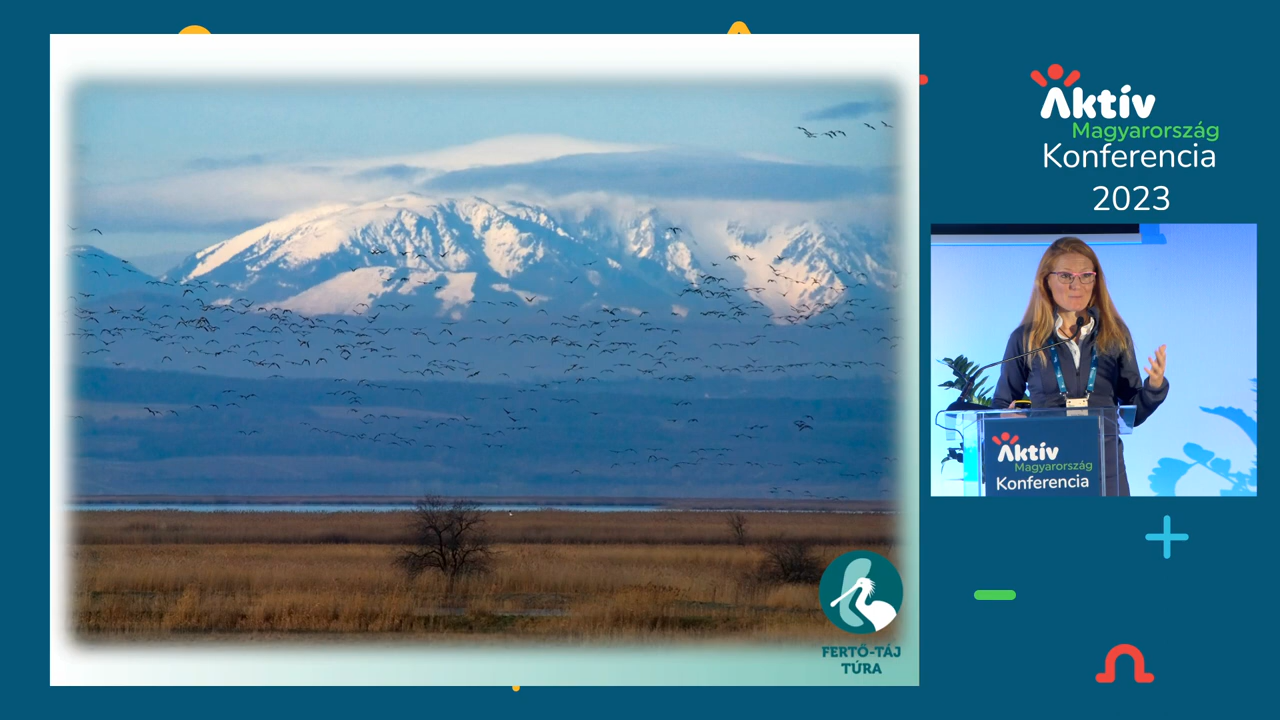 Aktív
Magyarország
Konferencia
2023
Aktív
Magyarország
Konferencia
FERTŐ-TÁJ
TÚRA